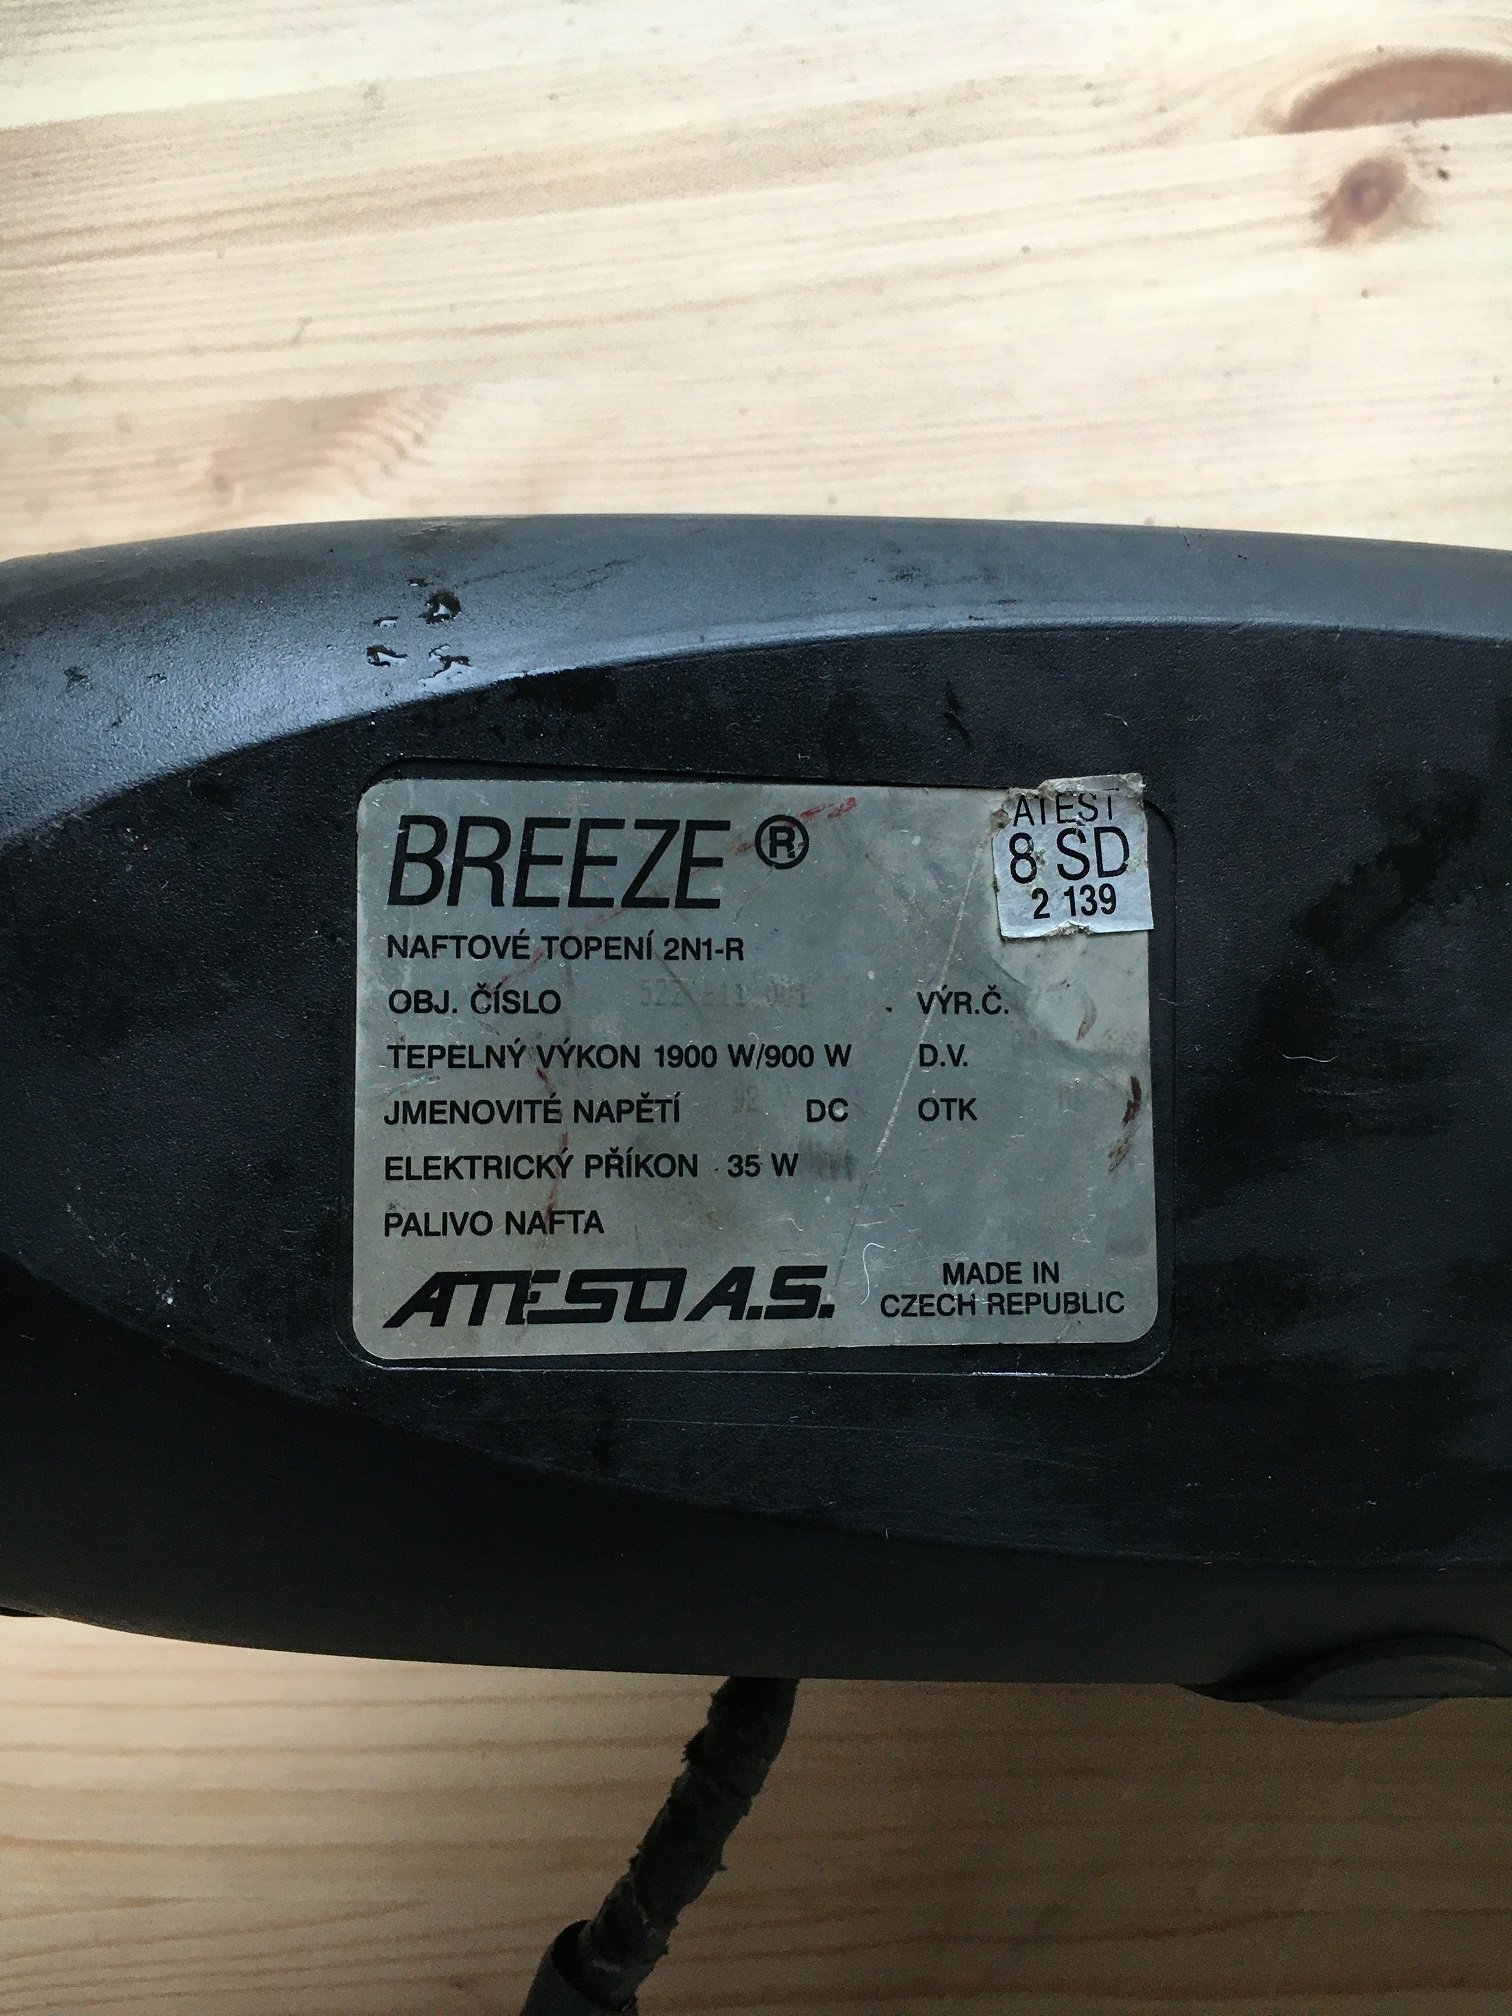 BREEZE ®
ATEST
8 SD
2 139
NAFTOVÉ TOPENÍ 2N1-R
OBJ. ČÍSLO VÝR.Č.
TEPELNÝ VÝKON 1900 W/900 W D.V.
JMENOVITÉ NAPĚTÍ DC OTK
ELEKTRICKÝ PŘÍKON 35 W
PALIVO NAFTA
ATESO A.S.
MADE IN
CZECH REPUBLIC